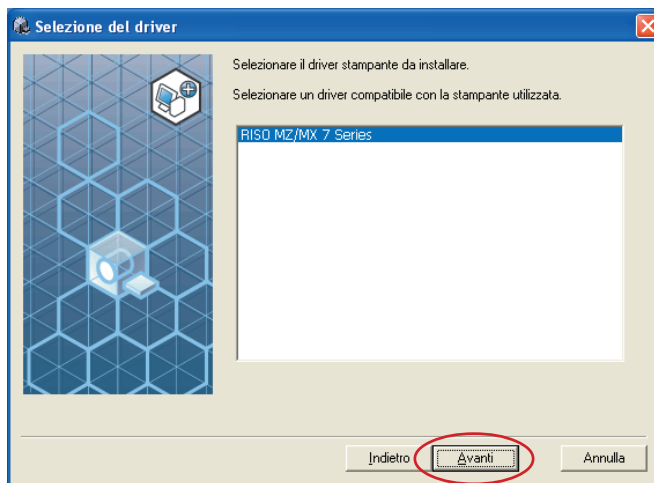 Selezione del driver
Selezionare il driver stampante da installare.
Selezionare un driver compatibile con la stampante utilizzata.
RISO MZ/MX 7 Series
Indietro
Avanti
Annulla